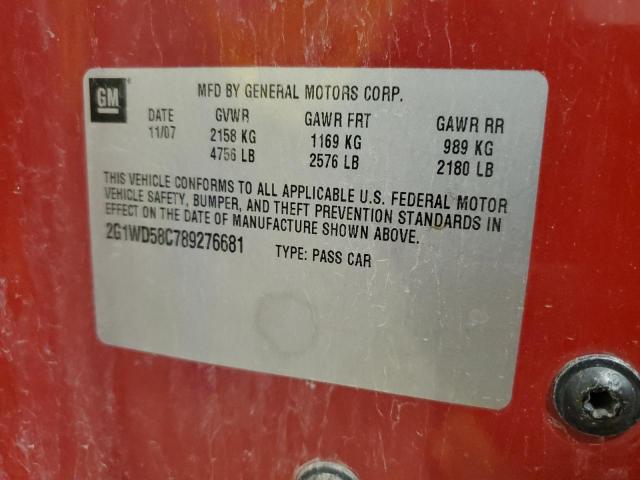 GM
MFD BY GENERAL MOTORS CORP.
DATE GVWR GAWR FRT GAWR RR
11/07 2158 KG 1169 KG 989 KG
4756 LB 2576 LB 2180 LB
THIS VEHICLE CONFORMS TO ALL APPLICABLE U.S. FEDERAL MOTOR
VEHICLE SAFETY, BUMPER, AND THEFT PREVENTION STANDARDS IN
EFFECT ON THE DATE OF MANUFACTURE SHOWN ABOVE.
2G1WD58C789276681 TYPE: PASS CAR